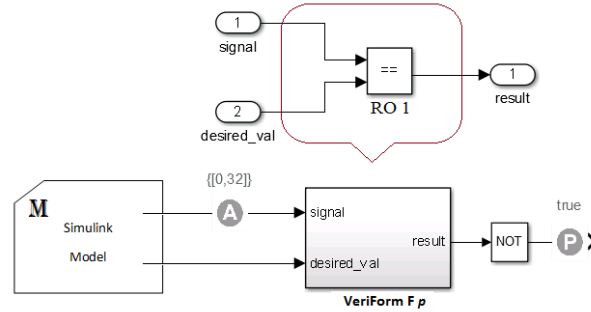 1
signal
==
1
2
RO 1
result
desired_val
{[0,32]}
true
M
A
signal
Simulink
result
NOT
P
Model
desired_val
VeriForm F p